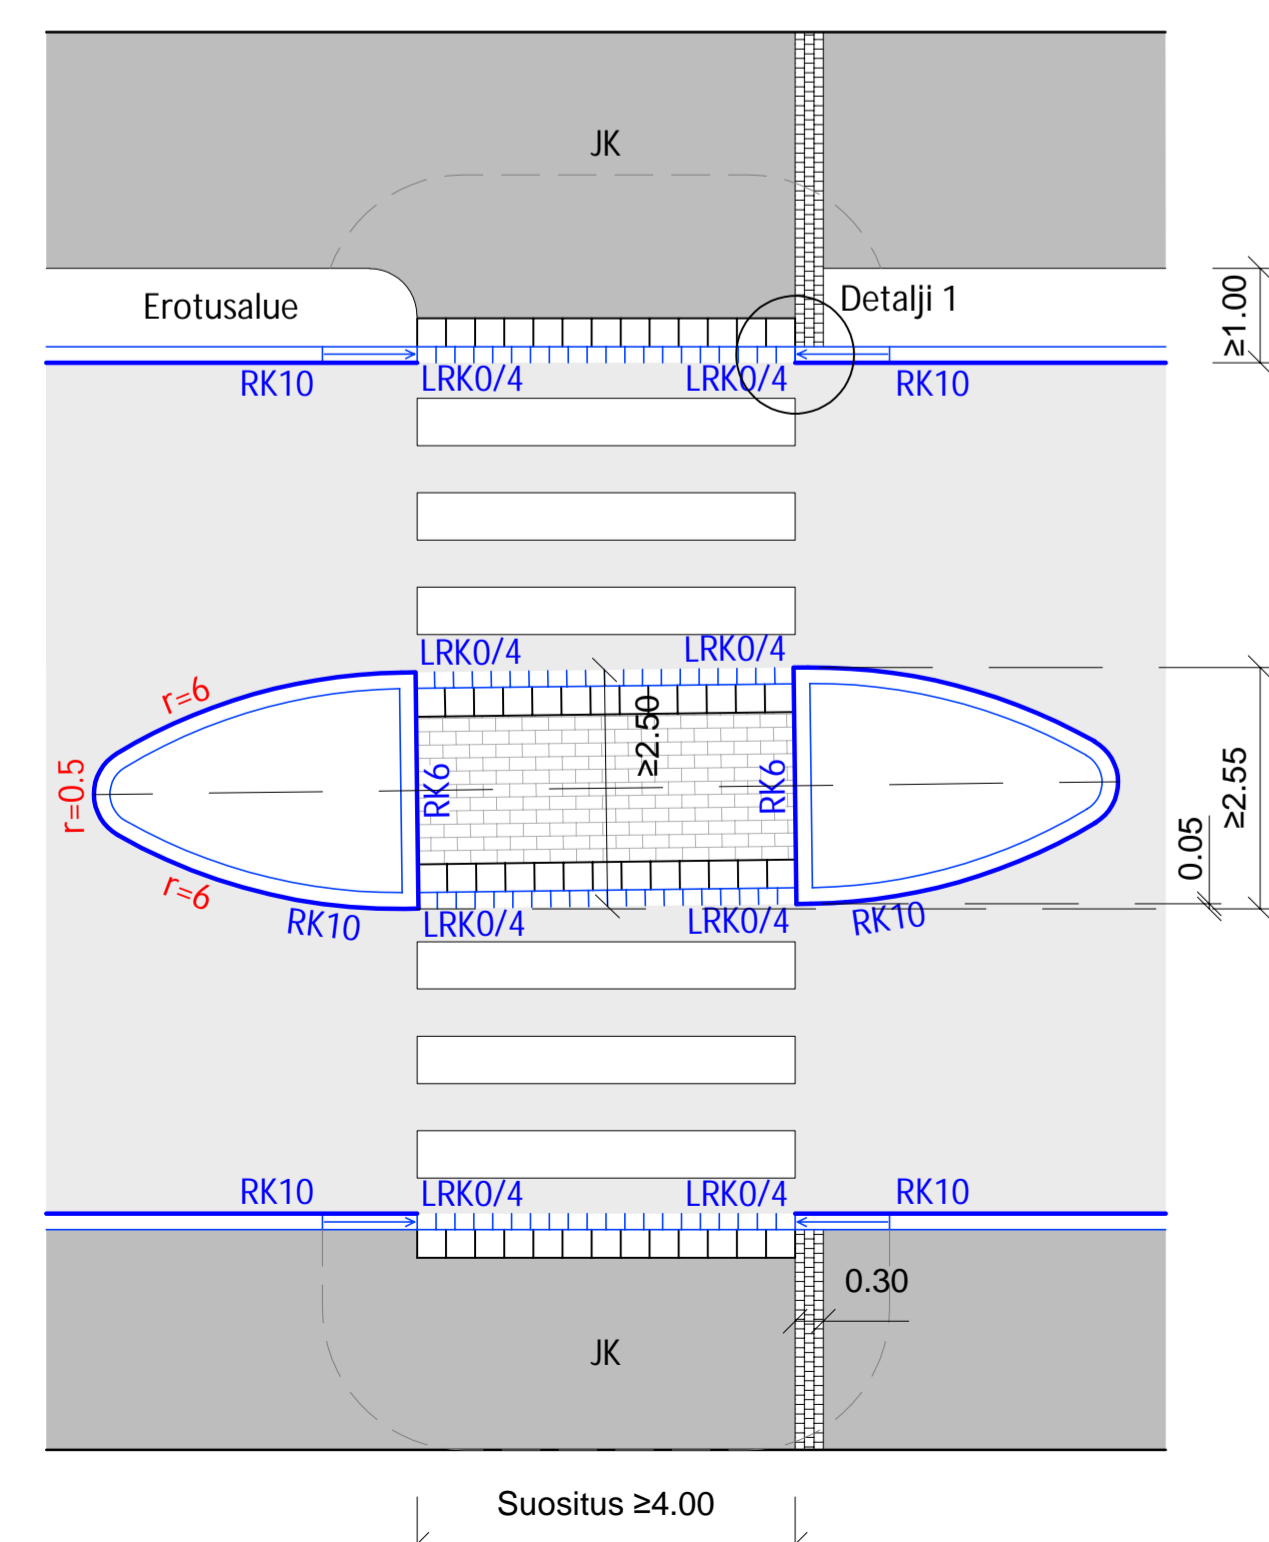 JK
Erotusalue
Detalji 1
≥1.00
RK10
LRK0/4
LRK0/4
RK10
LRK0/4
LRK0/4
r=6
≥2.50
r=0.5
RK6
RK6
≥2.55
0.05
r=6
RK10
LRK0/4
LRK0/4
RK10
RK10
LRK0/4
LRK0/4
RK10
0.30
JK
Suositus ≥4.00